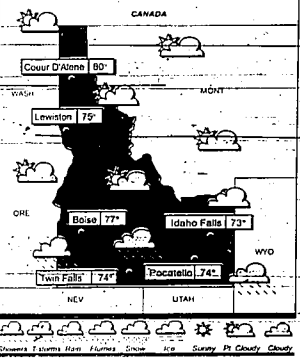 CANADA
Couur D'Alene 80°
WASH
MONT
Lewiston 75°
ORE
Boise 77°
Idaho Falls 73°
WYO
Twin Falls 74°
Pocatello 74°
NEV
UTAH
Showers T-storms Rain Flurries Snow Ice Sunny Pt. Cloudy Cloudy